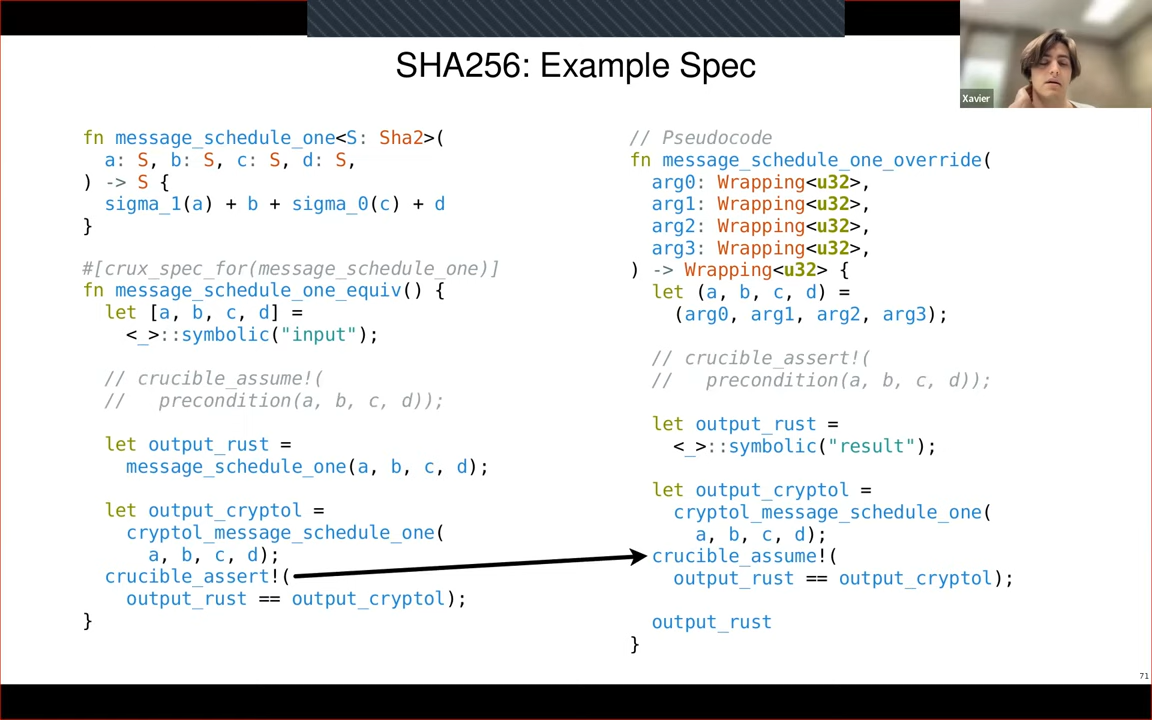 SHA256: Example Spec
Xavier
fn message_schedule_one<S: Sha2>(
a: S, b: S, c: S, d: S,
) -> S {
sigma_1(a) + b + sigma_0(c) + d
}
#[crux_spec_for(message_schedule_one)]
fn message_schedule_one_equiv() {
let [a, b, c, d] =
<_>::symbolic("input");
// crucible_assume!(
//   precondition(a, b, c, d));
let output_rust =
message_schedule_one(a, b, c, d);
let output_cryptol =
cryptol_message_schedule_one(
a, b, c, d);
crucible_assert!(
output_rust == output_cryptol);
}
// Pseudocode
fn message_schedule_one_override(
arg0: Wrapping<u32>,
arg1: Wrapping<u32>,
arg2: Wrapping<u32>,
arg3: Wrapping<u32>,
) -> Wrapping<u32> {
let (a, b, c, d) =
(arg0, arg1, arg2, arg3);
// crucible_assert!(
//   precondition(a, b, c, d));
let output_rust =
<_>::symbolic("result");
let output_cryptol =
cryptol_message_schedule_one(
a, b, c, d);
crucible_assume!(
output_rust == output_cryptol);
output_rust
}
71